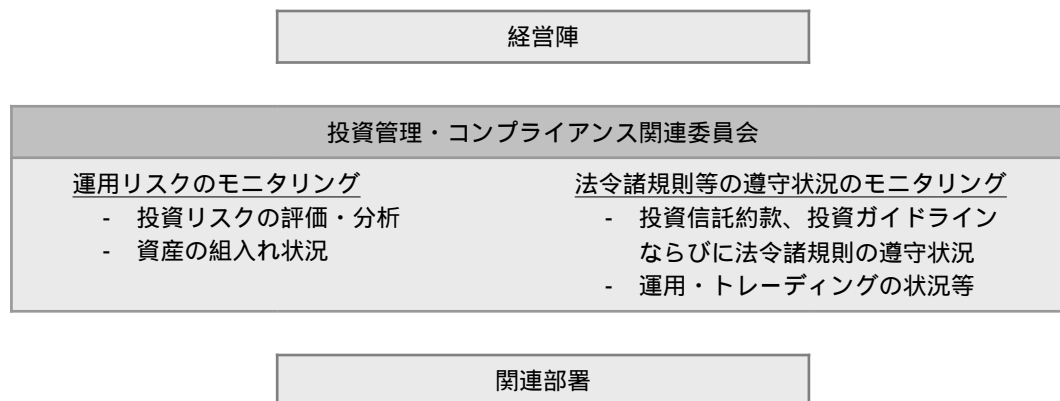 経営陣
投資管理・コンプライアンス関連委員会
運用リスクのモニタリング
- 投資リスクの評価・分析
- 資産の組入れ状況
法令諸規則等の遵守状況のモニタリング
- 投資信託約款、投資ガイドライン
ならびに法令諸規則の遵守状況
- 運用・トレーディングの状況等
関連部署